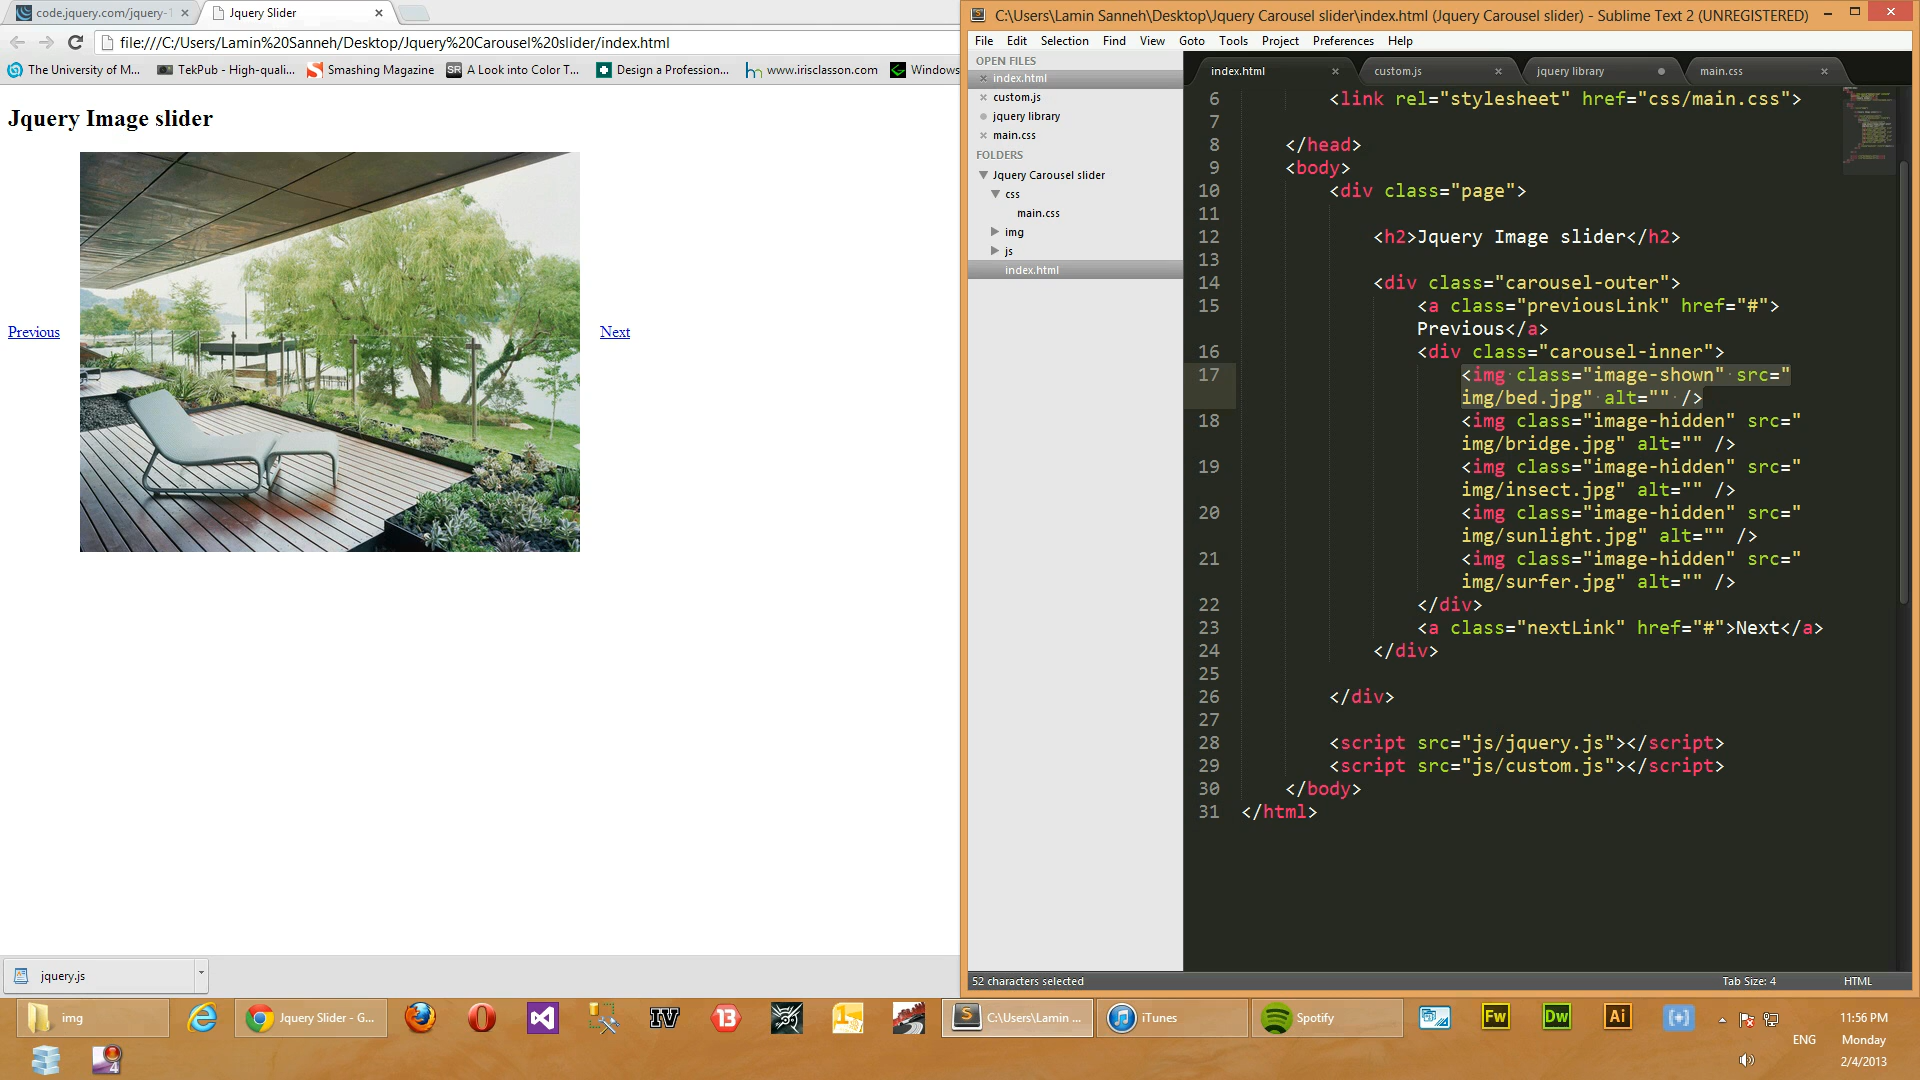 code.jquery.com/jquery-1
Jquery Slider
file:///C:/Users/Lamin%20Sanneh/Desktop/Jquery%20Carousel%20slider/index.html
The University of M...
TekPub - High-quali...
Smashing Magazine
SR A Look into Color T...
Design a Profession...
www.irisclasson.com
Windows
Jquery Image slider
Previous
Next
jquery.js
C:\Users\Lamin Sanneh\Desktop\Jquery Carousel slider\index.html (Jquery Carousel slider) - Sublime Text 2 (UNREGISTERED)
File Edit Selection Find View Goto Tools Project Preferences Help
OPEN FILES
index.html
custom.js
jquery library
main.css
FOLDERS
Jquery Carousel slider
css
main.css
img
js
index.html
index.html custom.js jquery library main.css
6 <link rel="stylesheet" href="css/main.css">
7
8 </head>
9 <body>
10 <div class="page">
11
12 <h2>Jquery Image slider</h2>
13
14 <div class="carousel-outer">
15 <a class="previousLink" href="#">
Previous</a>
16 <div class="carousel-inner">
17 <img class="image-shown" src="
img/bed.jpg" alt="" />
18 <img class="image-hidden" src="
img/bridge.jpg" alt="" />
19 <img class="image-hidden" src="
img/insect.jpg" alt="" />
20 <img class="image-hidden" src="
img/sunlight.jpg" alt="" />
21 <img class="image-hidden" src="
img/surfer.jpg" alt="" />
22 </div>
23 <a class="nextLink" href="#">Next</a>
24 </div>
25
26 </div>
27
28 <script src="js/jquery.js"></script>
29 <script src="js/custom.js"></script>
30 </body>
31 </html>
52 characters selected
Tab Size: 4
HTML
img
Jquery Slider - G...
IV
13
C:\Users\Lamin ...
iTunes
Spotify
Fw
Dw
Ai
ENG
11:56 PM
Monday
2/4/2013
4